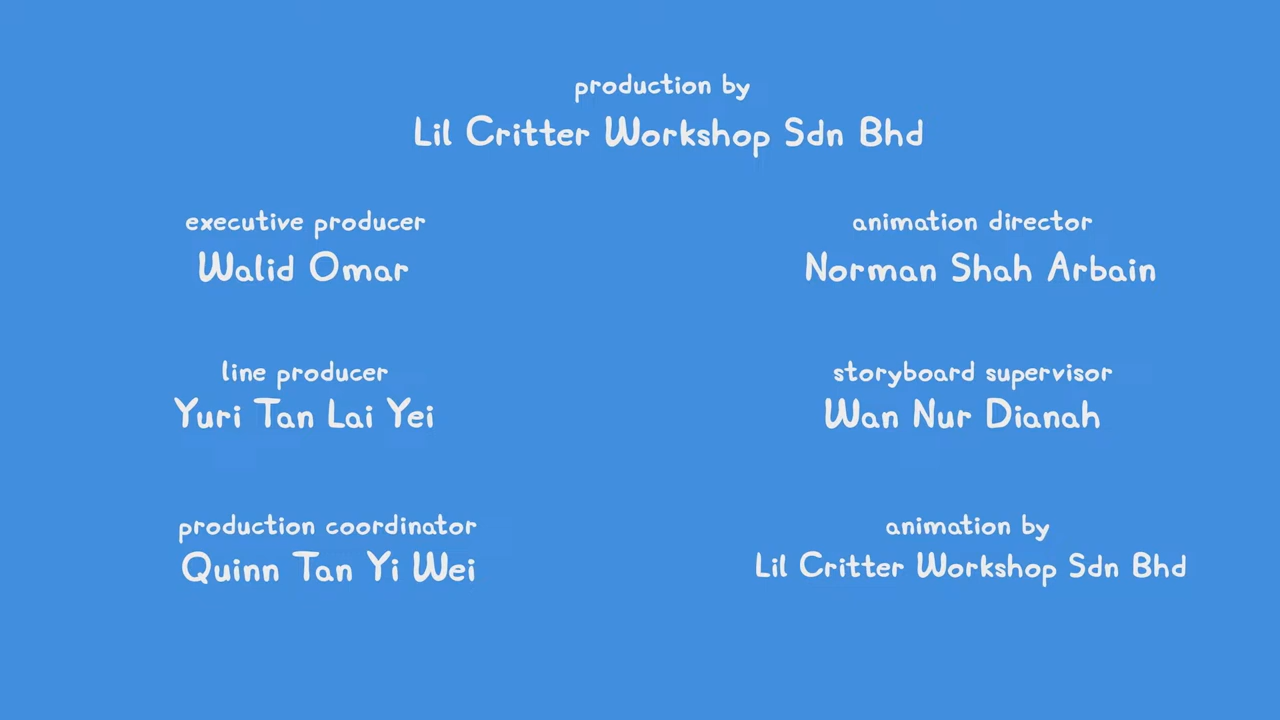 production by
Lil Critter Workshop Sdn Bhd
executive producer
Walid Omar
animation director
Norman Shah Arbain
line producer
Yuri Tan Lai Yei
storyboard supervisor
Wan Nur Dianah
production coordinator
Quinn Tan Yi Wei
animation by
Lil Critter Workshop Sdn Bhd